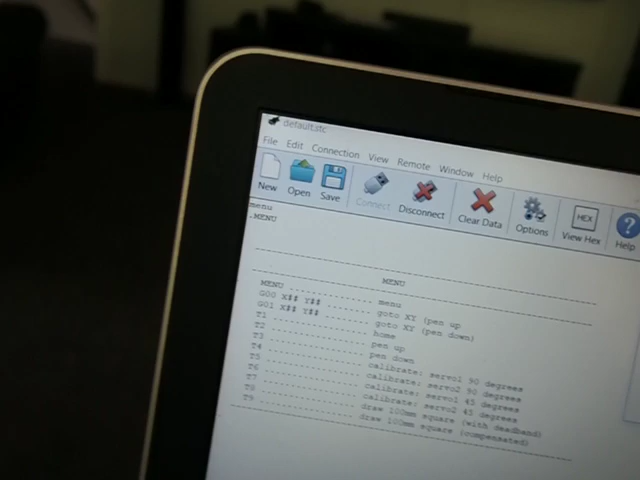 default.stc
File Edit Connection View Remote Window Help
New Open Save Connect Disconnect Clear Data Options View Hex Help
HEX
menu
.MENU
MENU
MENU ................... menu
G00 X## Y## ............ goto XY (pen up
G01 X## Y## ............ goto XY (pen down)
T1 ..................... home
T2 ..................... pen up
T3 ..................... pen down
T4 ..................... calibrate: servo1 90 degrees
T5 ..................... calibrate: servo2 90 degrees
T6 ..................... calibrate: servo1 45 degrees
T7 ..................... calibrate: servo2 45 degrees
T8 ..................... draw 100mm square (with deadband)
T9 ..................... draw 100mm square (compensated)